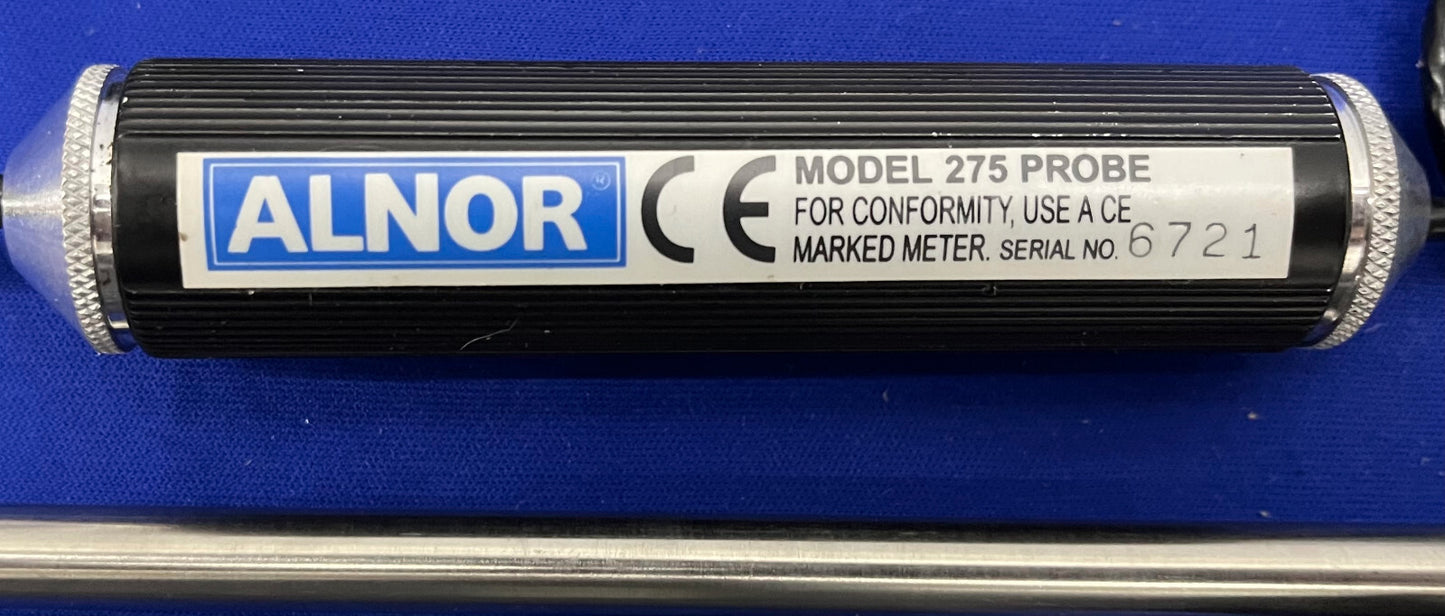 ALNOR®
CE
MODEL 275 PROBE
FOR CONFORMITY, USE A CE
MARKED METER. SERIAL NO. 6721